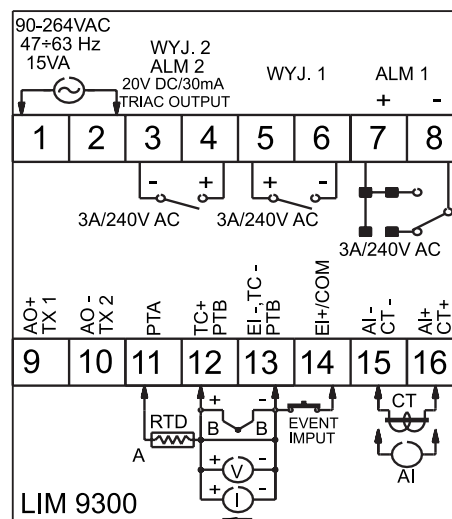 90-264VAC
47÷63 Hz
15VA
WYJ. 2
ALM 2
20V DC/30mA
TRIAC OUTPUT
WYJ. 1
ALM 1
+ -
1 2 3 4 5 6 7 8
- + + -
3A/240V AC 3A/240V AC 3A/240V AC
AO+
TX 1
AO -
TX 2
PTA
TC+
PTB
EI -,TC -
PTB
EI+/COM
AI -
CT -
AI+
CT+
9 10 11 12 13 14 15 16
RTD
A
+ -
B B
EVENT
IMPUT
CT
+ V -
+ I -
AI
LIM 9300